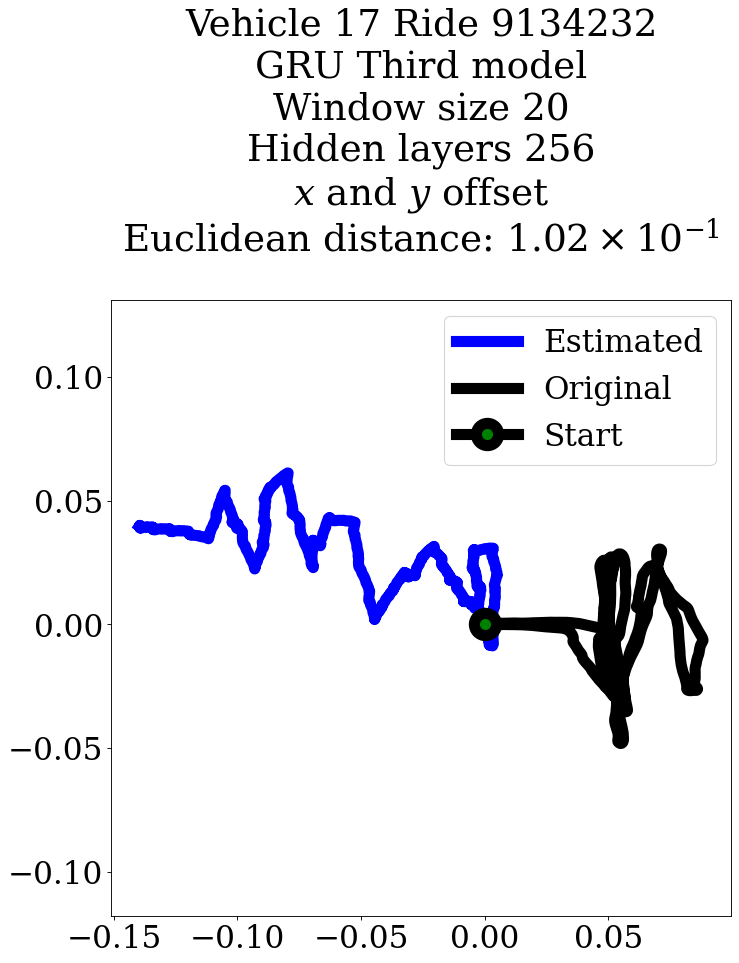 Vehicle 17 Ride 9134232
GRU Third model
Window size 20
Hidden layers 256
x and y offset
Euclidean distance: 1.02 × 10⁻¹
Estimated
Original
Start
0.10
0.05
0.00
−0.05
−0.10
−0.15 −0.10 −0.05 0.00 0.05